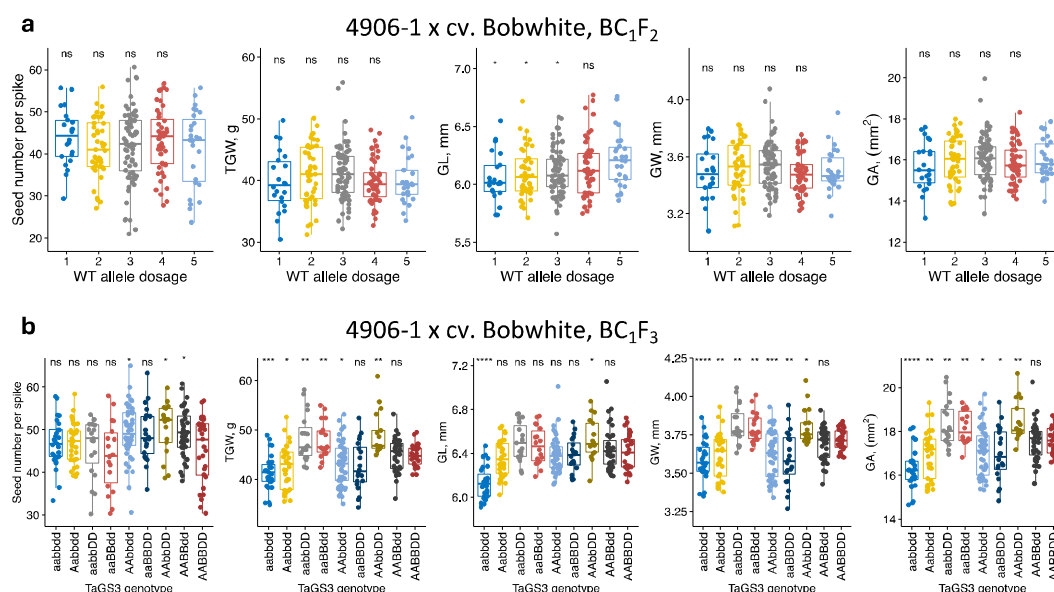 a
4906-1 x cv. Bobwhite, BC₁F₂
Seed number per spike
60
50
40
30
20
ns ns ns ns
1 2 3 4 5
WT allele dosage
TGW, g
60
50
40
30
ns ns ns ns
1 2 3 4 5
WT allele dosage
GL, mm
7.0
6.5
6.0
5.5
* * * ns
1 2 3 4 5
WT allele dosage
GW, mm
4.0
3.6
3.2
ns ns ns ns
1 2 3 4 5
WT allele dosage
GA, (mm²)
20
18
16
14
12
ns ns ns ns
1 2 3 4 5
WT allele dosage
b
4906-1 x cv. Bobwhite, BC₁F₃
Seed number per spike
60
50
40
30
ns ns ns ns * ns * *
aabbdd aabbDD aaBBdd AAbbdd aaBBDD AAbbDD AABBdd AABBDD
TaGS3 genotype
TGW, g
60
50
40
*** * ** ** * ns ** ns
aabbdd aabbDD aaBBdd AAbbdd aaBBDD AAbbDD AABBdd AABBDD
TaGS3 genotype
GL, mm
7.2
6.8
6.4
6.0
**** ns ns ns ns ns * ns
aabbdd aabbDD aaBBdd AAbbdd aaBBDD AAbbDD AABBdd AABBDD
TaGS3 genotype
GW, mm
4.25
4.00
3.75
3.50
3.25
**** ** ** ** *** ** * ns
aabbdd aabbDD aaBBdd AAbbdd aaBBDD AAbbDD AABBdd AABBDD
TaGS3 genotype
GA, (mm²)
21
20
18
16
14
**** ** ** ** * * ** ns
aabbdd aabbDD aaBBdd AAbbdd aaBBDD AAbbDD AABBdd AABBDD
TaGS3 genotype